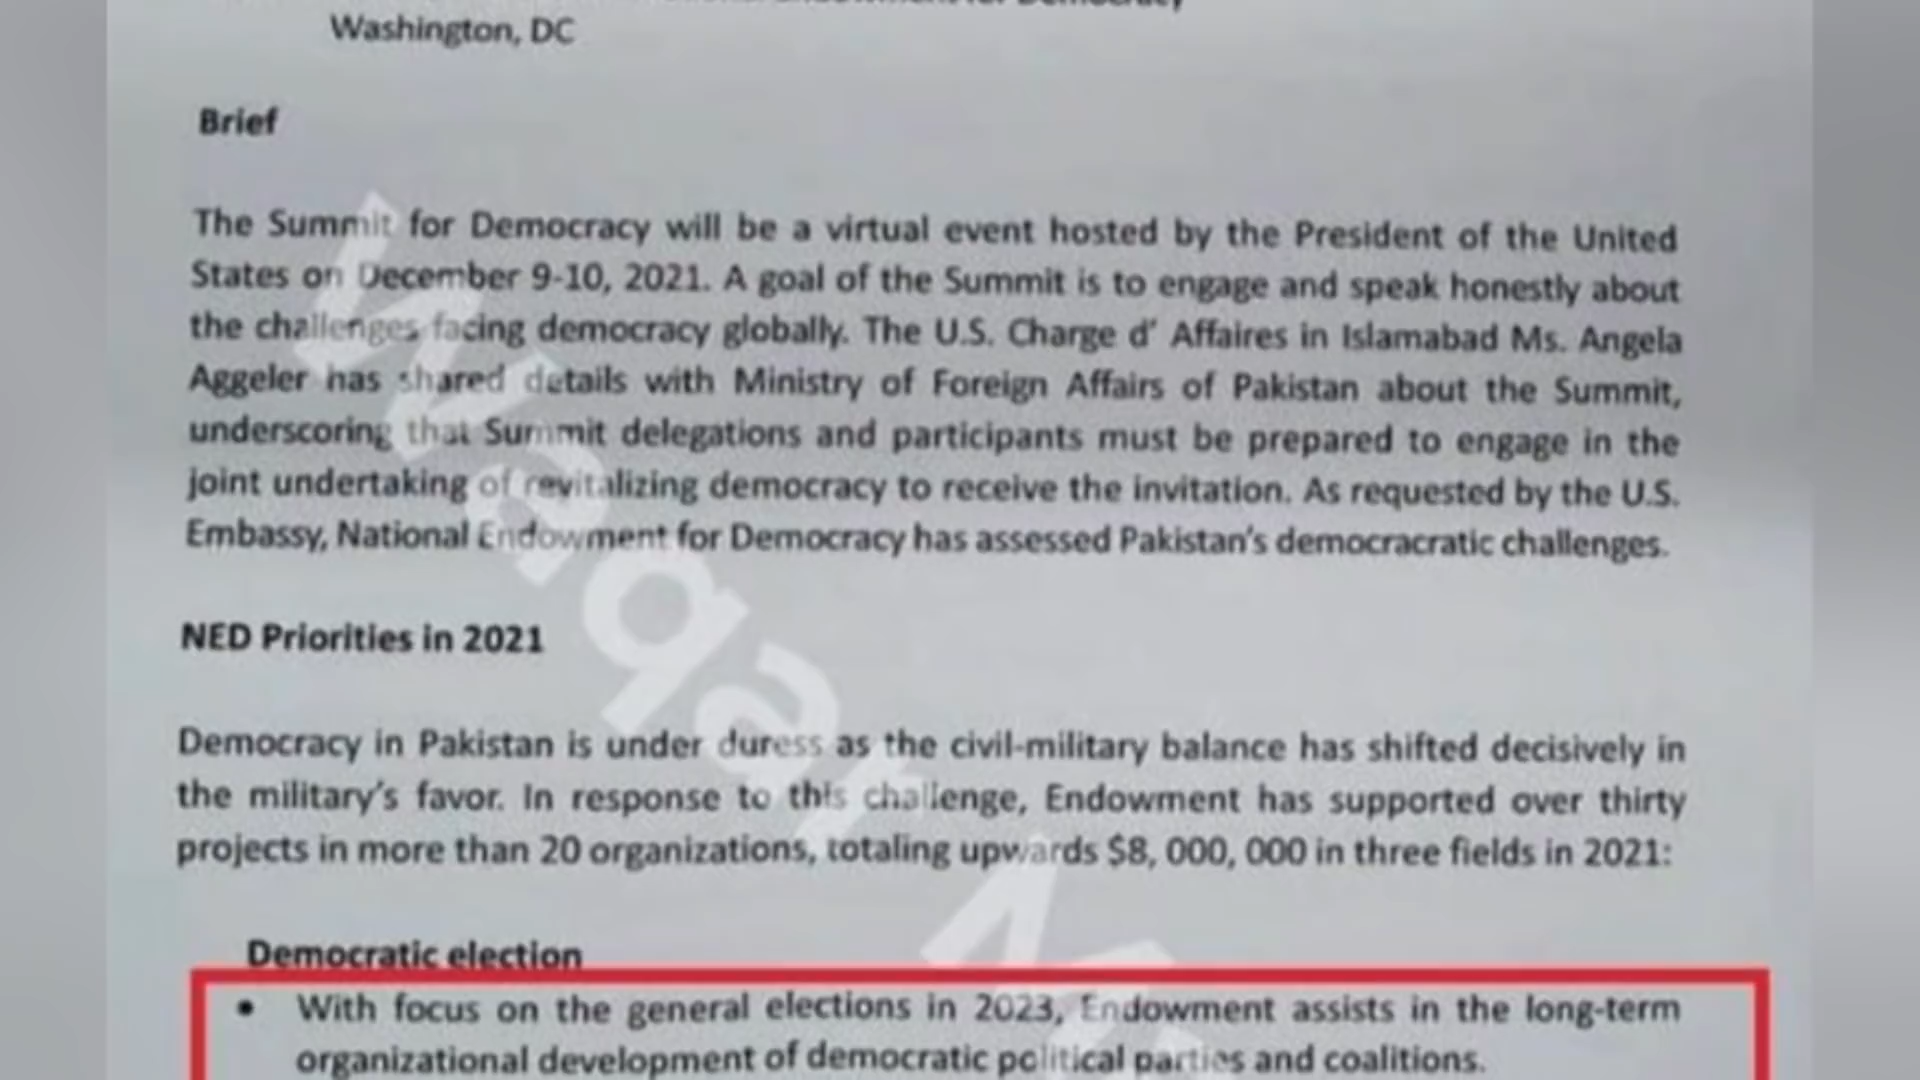 Endowment for Democracy
Washington, DC
Brief
The Summit for Democracy will be a virtual event hosted by the President of the United
States on December 9-10, 2021. A goal of the Summit is to engage and speak honestly about
the challenges facing democracy globally. The U.S. Charge d' Affaires in Islamabad Ms. Angela
Aggeler has shared details with Ministry of Foreign Affairs of Pakistan about the Summit,
underscoring that Summit delegations and participants must be prepared to engage in the
joint undertaking of revitalizing democracy to receive the invitation. As requested by the U.S.
Embassy, National Endowment for Democracy has assessed Pakistan's democracratic challenges.
NED Priorities in 2021
Democracy in Pakistan is under duress as the civil-military balance has shifted decisively in
the military's favor. In response to this challenge, Endowment has supported over thirty
projects in more than 20 organizations, totaling upwards $8, 000, 000 in three fields in 2021:
Democratic election
• With focus on the general elections in 2023, Endowment assists in the long-term
organizational development of democratic political parties and coalitions.
Waqar